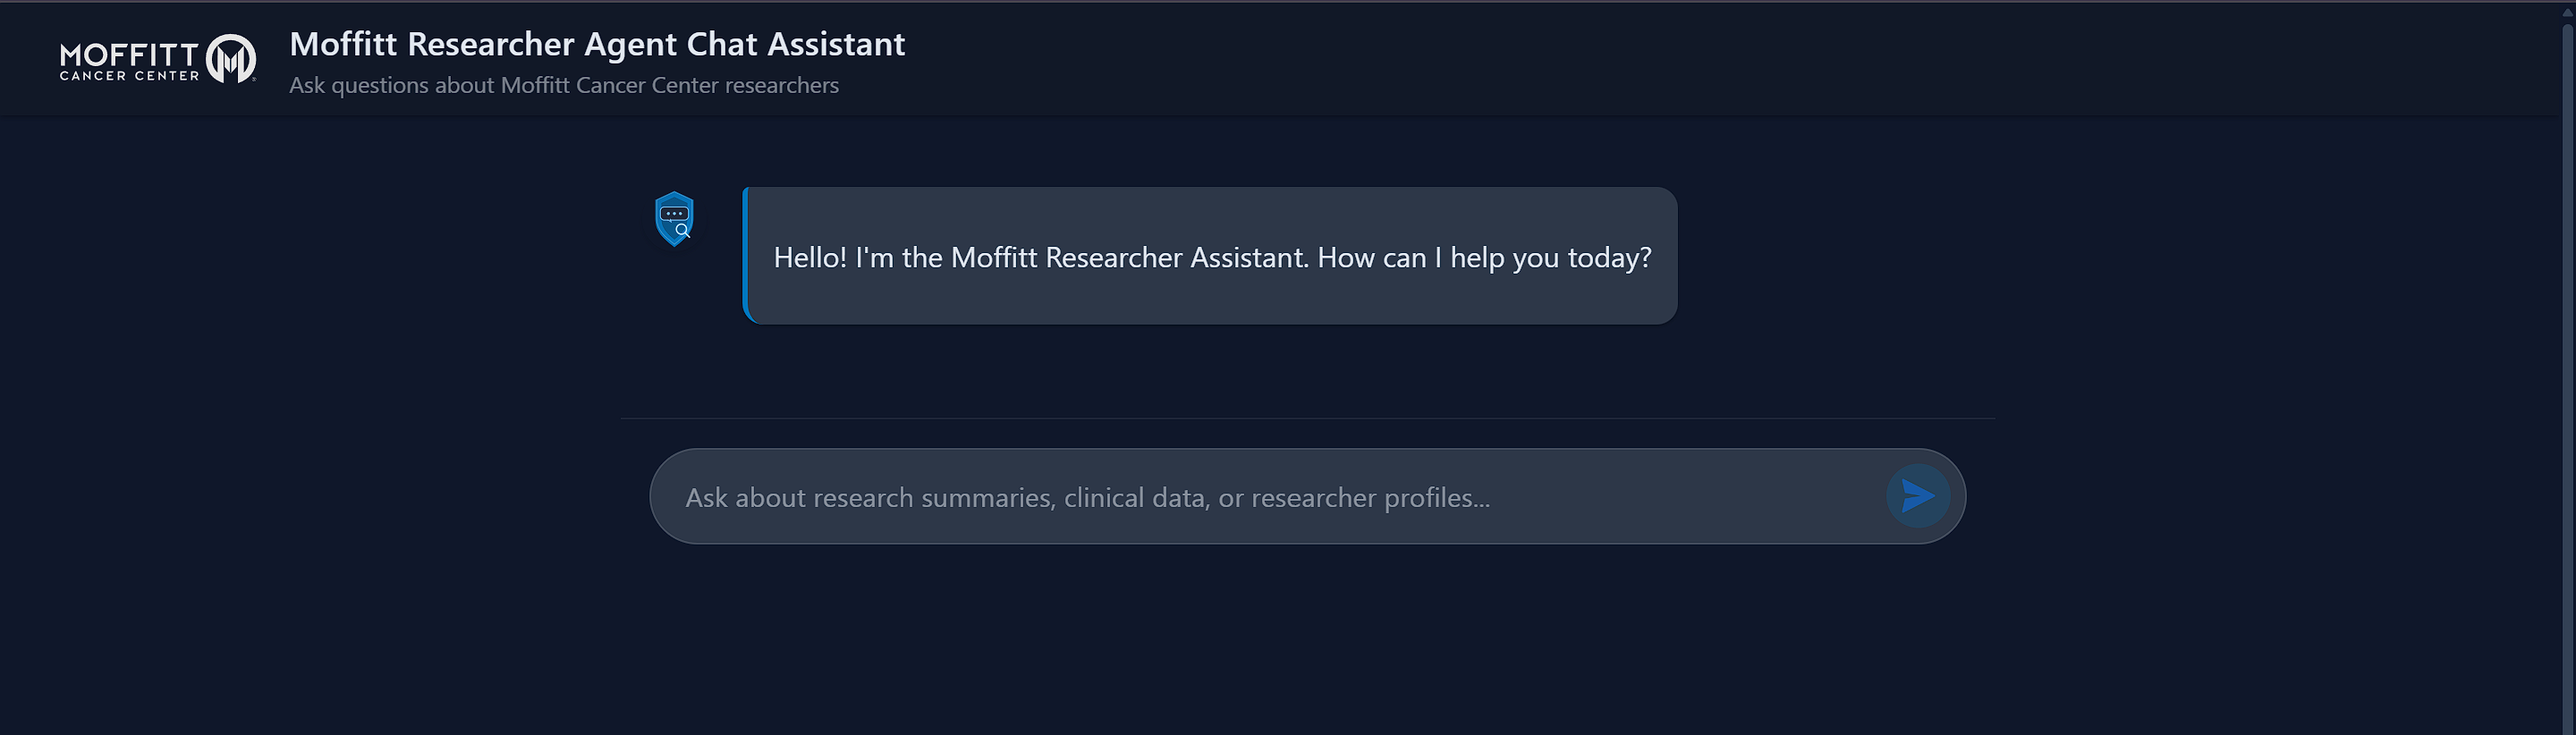 MOFFITT
CANCER CENTER
Moffitt Researcher Agent Chat Assistant
Ask questions about Moffitt Cancer Center researchers
Hello! I'm the Moffitt Researcher Assistant. How can I help you today?
Ask about research summaries, clinical data, or researcher profiles...